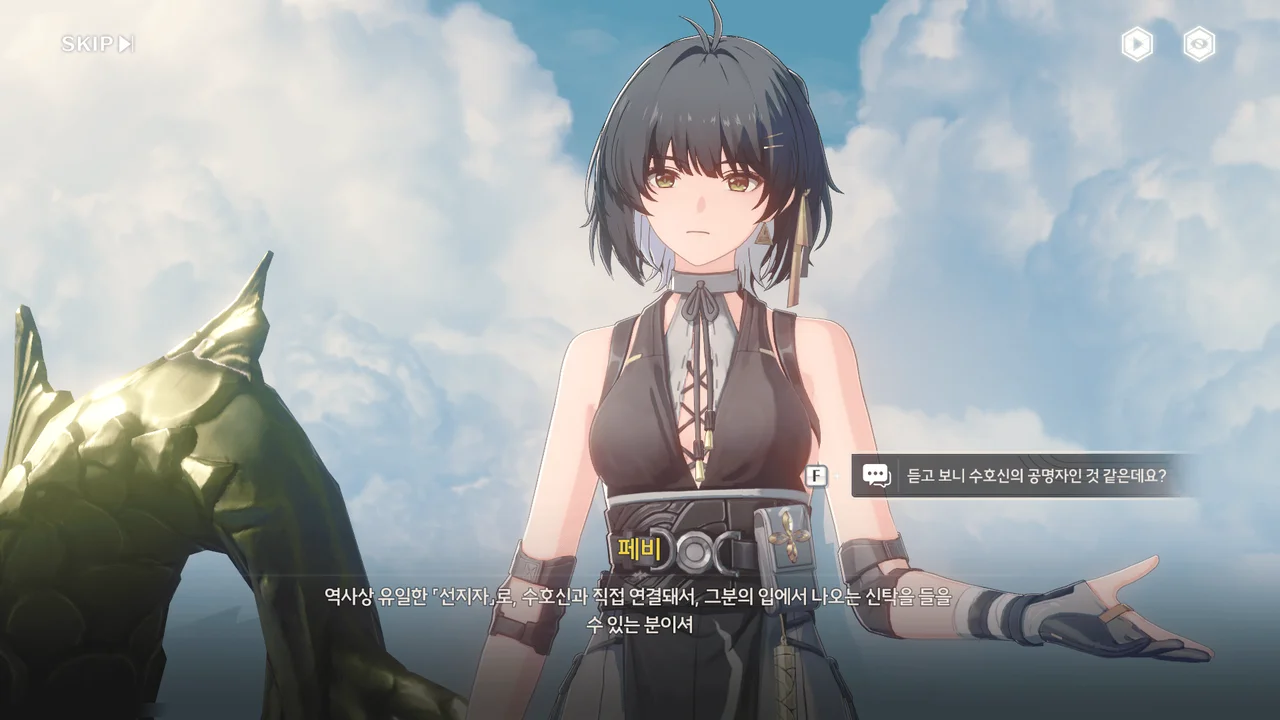 SKIP
F
듣고 보니 수호신의 공명자인 것 같은데요?
페비
역사상 유일한 「선지자」로, 수호신과 직접 연결돼서, 그분의 입에서 나오는 신탁을 들을
수 있는 분이셔